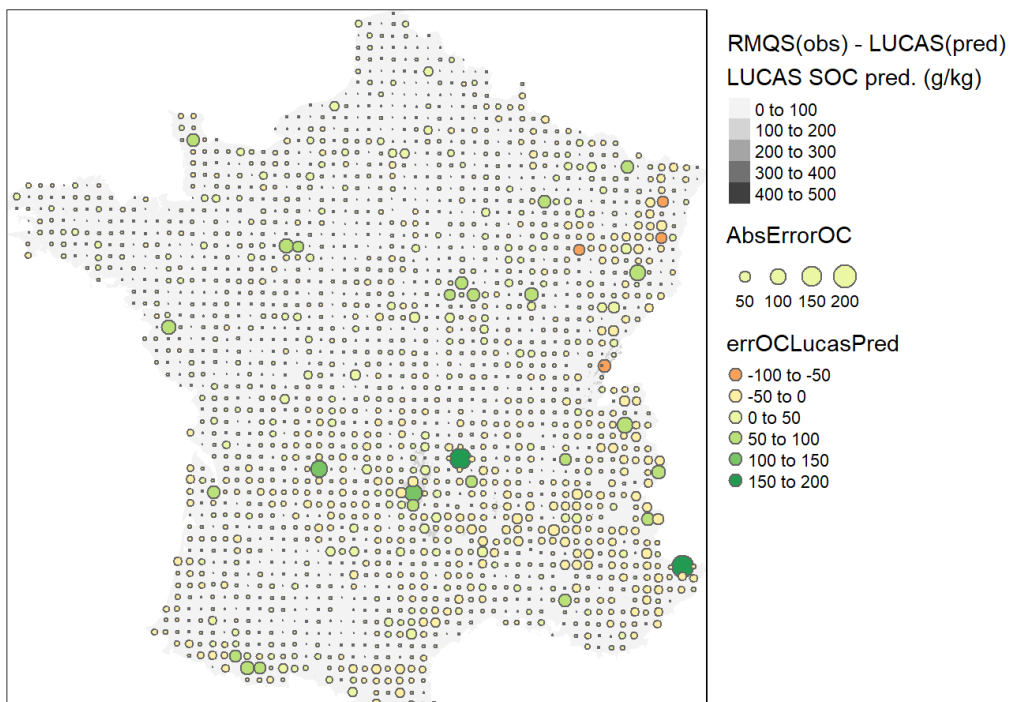 RMQS(obs) - LUCAS(pred)
LUCAS SOC pred. (g/kg)
0 to 100
100 to 200
200 to 300
300 to 400
400 to 500
AbsErrorOC
50 100 150 200
errOCLucasPred
-100 to -50
-50 to 0
0 to 50
50 to 100
100 to 150
150 to 200